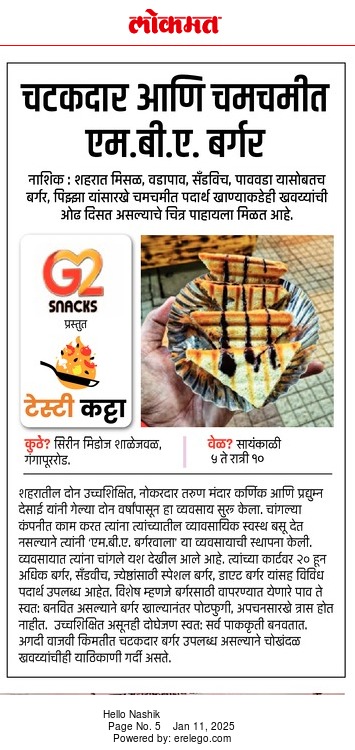 लोकमत
चटकदार आणि चमचमीत
एम.बी.ए. बर्गर
नाशिक : शहरात मिसळ, वडापाव, सँडविच, पाववडा यासोबतच
बर्गर, पिझ्झा यांसारखे चमचमीत पदार्थ खाण्याकडेही खवय्यांची
ओढ दिसत असल्याचे चित्र पाहायला मिळत आहे.
G2
SNACKS
प्रस्तुत
टेस्टी कट्टा
कुठे? सिरीन मिडोज शाळेजवळ,
गंगापूररोड.
वेळ? सायंकाळी
५ ते रात्री १०
शहरातील दोन उच्चशिक्षित, नोकरदार तरुण मंदार कर्णिक आणि प्रद्युम्न
देसाई यांनी गेल्या दोन वर्षांपासून हा व्यवसाय सुरू केला. चांगल्या
कंपनीत काम करत त्यांना त्यांच्यातील व्यावसायिक स्वस्थ बसू देत
नसल्याने त्यांनी 'एम.बी.ए. बर्गरवाला' या व्यवसायाची स्थापना केली.
व्यवसायात त्यांना चांगले यश देखील आले आहे. त्यांच्या कार्टवर २० हून
अधिक बर्गर, सँडवीच, ज्येष्ठांसाठी स्पेशल बर्गर, डाएट बर्गर यांसह विविध
पदार्थ उपलब्ध आहेत. विशेष म्हणजे बर्गरसाठी वापरण्यात येणारे पाव ते
स्वत: बनवित असल्याने बर्गर खाल्यानंतर पोटफुगी, अपचनसारखे त्रास होत
नाहीत. उच्चशिक्षित असूनही दोघेजण स्वत: सर्व पाककृती बनवतात.
अगदी वाजवी किमतीत चटकदार बर्गर उपलब्ध असल्याने चोखंदळ
खवय्यांचीही याठिकाणी गर्दी असते.
Hello Nashik
Page No. 5 Jan 11, 2025
Powered by: erelego.com